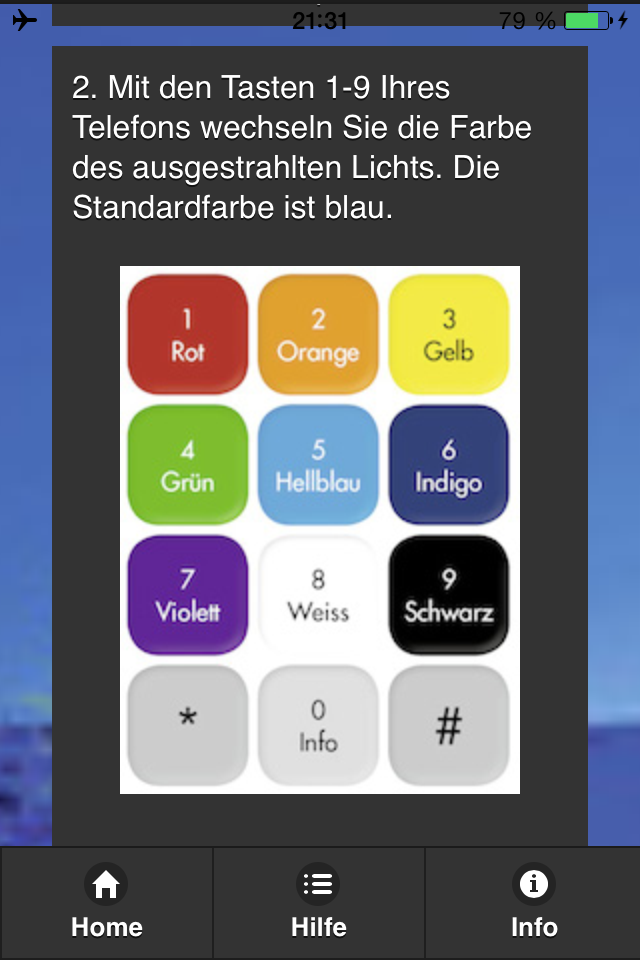 21:31
79 %
2. Mit den Tasten 1-9 Ihres
Telefons wechseln Sie die Farbe
des ausgestrahlten Lichts. Die
Standardfarbe ist blau.
1
Rot
2
Orange
3
Gelb
4
Grün
5
Hellblau
6
Indigo
7
Violett
8
Weiss
9
Schwarz
*
0
Info
#
Home
Hilfe
Info